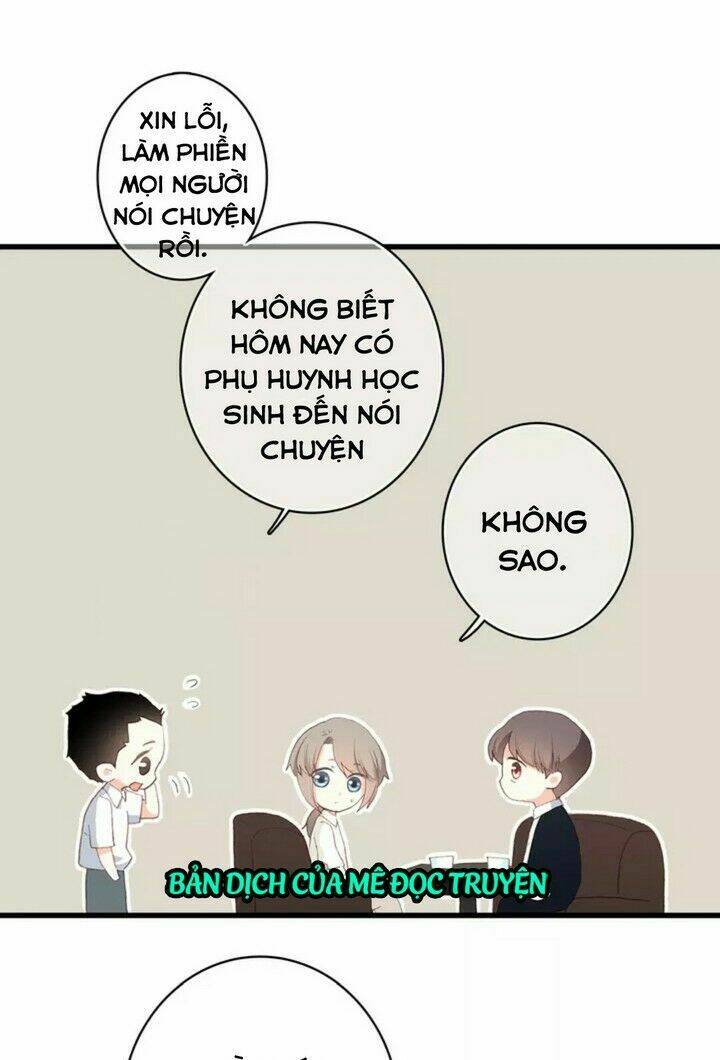 XIN LỖI,
LÀM PHIỀN
MỌI NGƯỜI
NÓI CHUYỆN
RỒI.
KHÔNG BIẾT
HÔM NAY CÓ
PHỤ HUYNH HỌC
SINH ĐẾN NÓI
CHUYỆN
KHÔNG
SAO.
BẢN DỊCH CỦA MÊ ĐỌC TRUYỆN